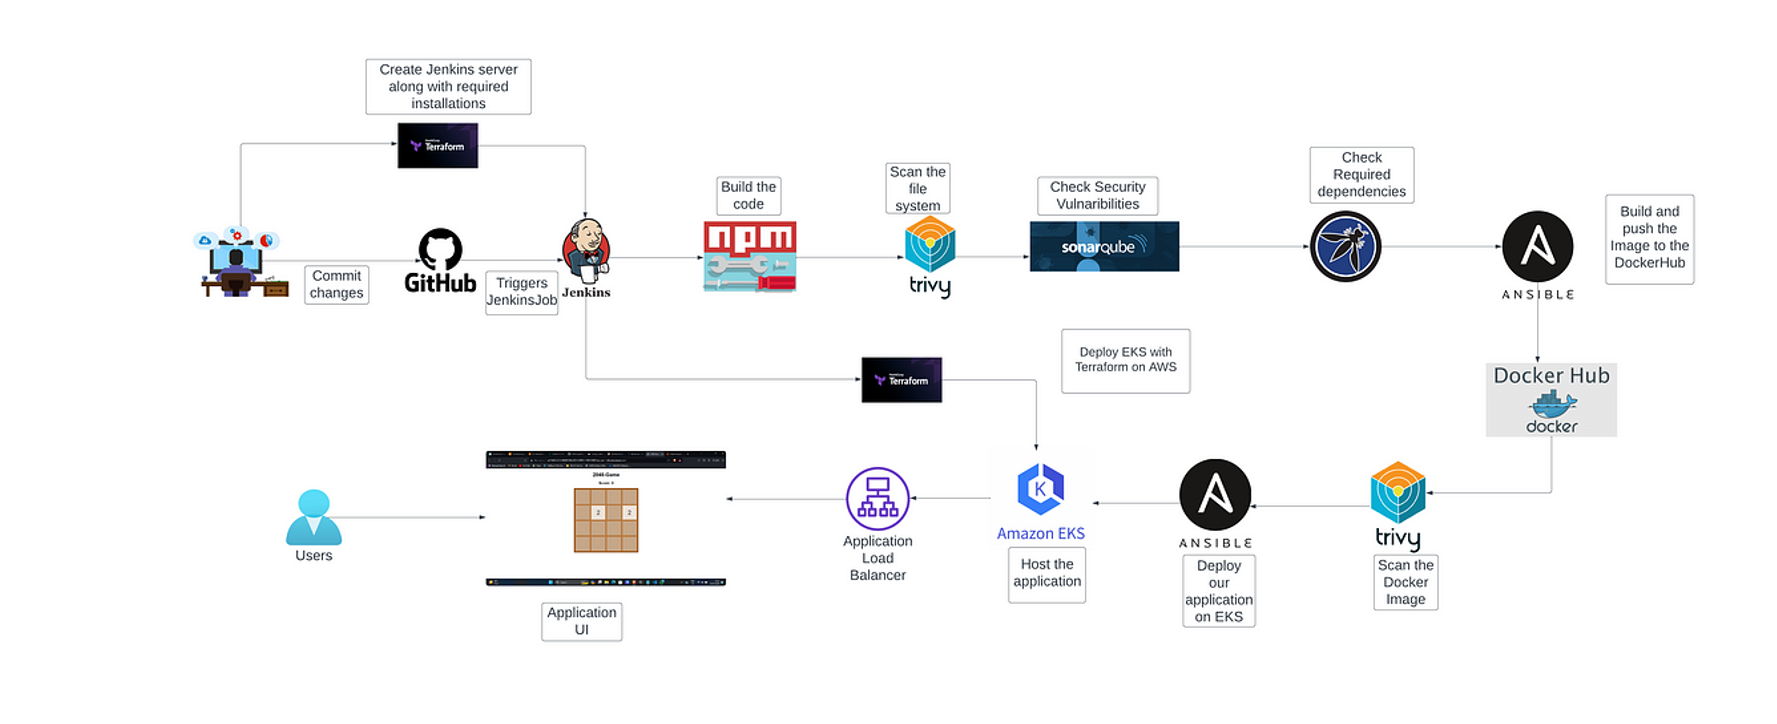 Create Jenkins server
along with required
installations
Terraform
Commit
changes
GitHub
Triggers
JenkinsJob
Jenkins
Build the
code
npm
Scan the
file
system
trivy
Check Security
Vulnaribilities
sonarqube
Check
Required
dependencies
ANSIBLE
Build and
push the
Image to the
DockerHub
Terraform
Deploy EKS with
Terraform on AWS
Docker Hub
docker
Users
2048-Game
2
2
Application
UI
Application
Load
Balancer
K
Amazon EKS
Host the
application
ANSIBLE
Deploy
our
application
on EKS
trivy
Scan the
Docker
Image